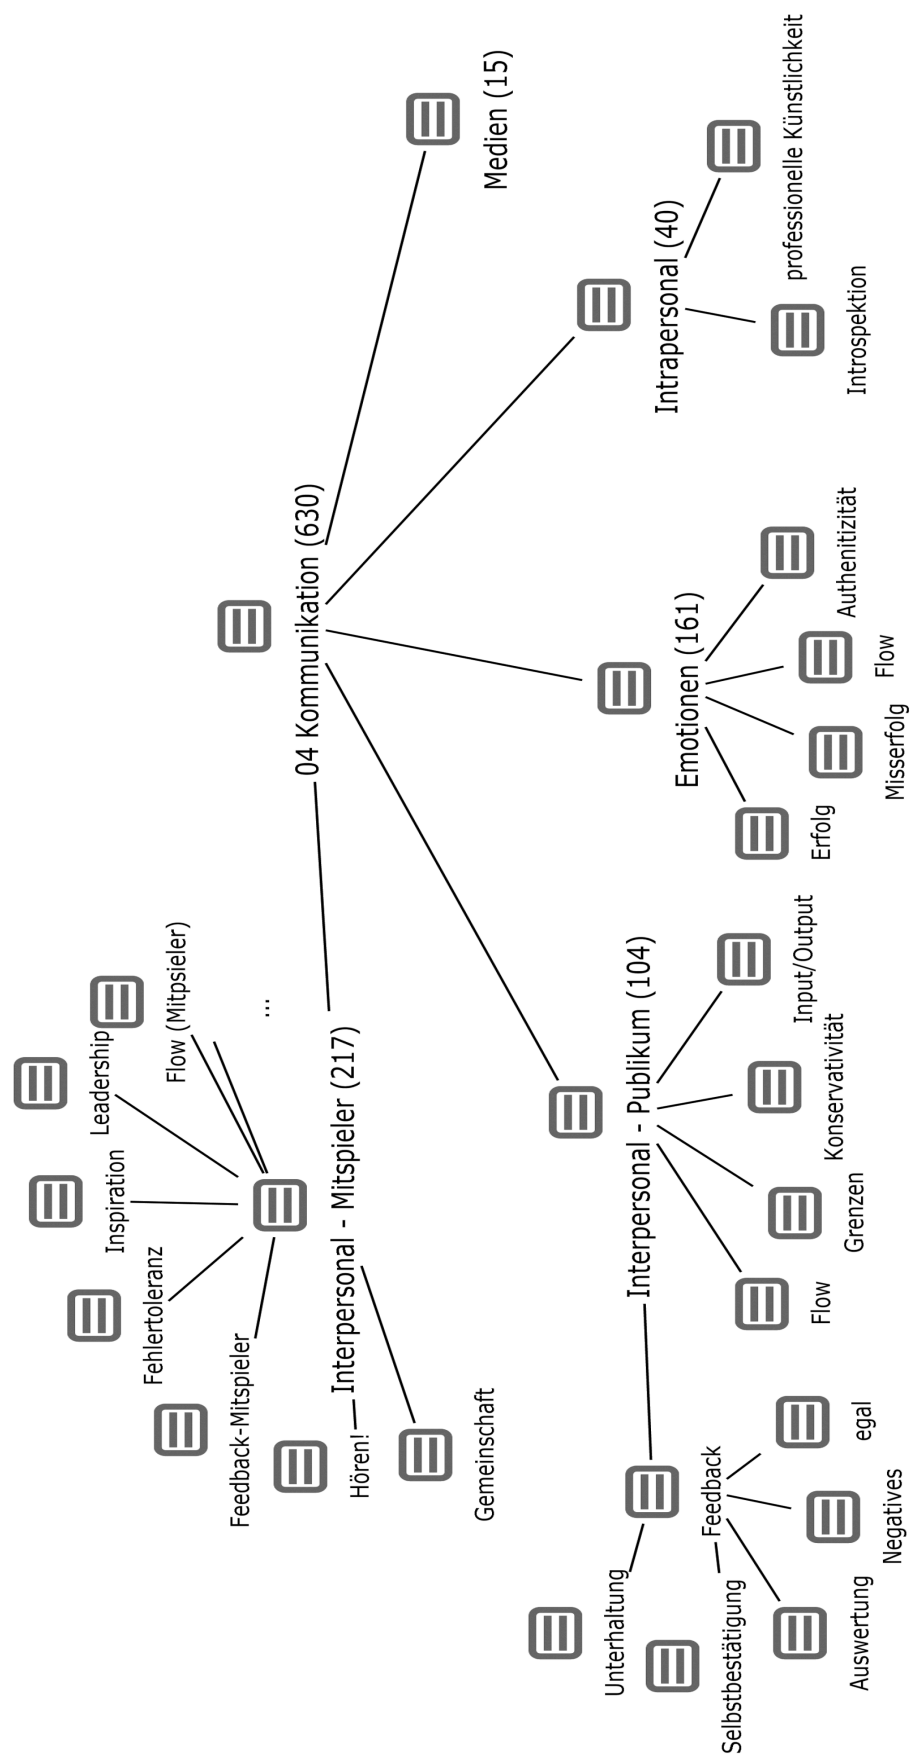 04 Kommunikation (630)
Interpersonal - Mitspieler (217)
Hören!
Gemeinschaft
Feedback-Mitspieler
Fehlertoleranz
Inspiration
Leadership
Flow (Mitpsieler)
...
Interpersonal - Publikum (104)
Feedback
Unterhaltung
Selbstbestätigung
Auswertung
Negatives
egal
Flow
Grenzen
Konservativität
Input/Output
Emotionen (161)
Erfolg
Misserfolg
Flow
Authenitizität
Intrapersonal (40)
Introspektion
professionelle Künstlichkeit
Medien (15)